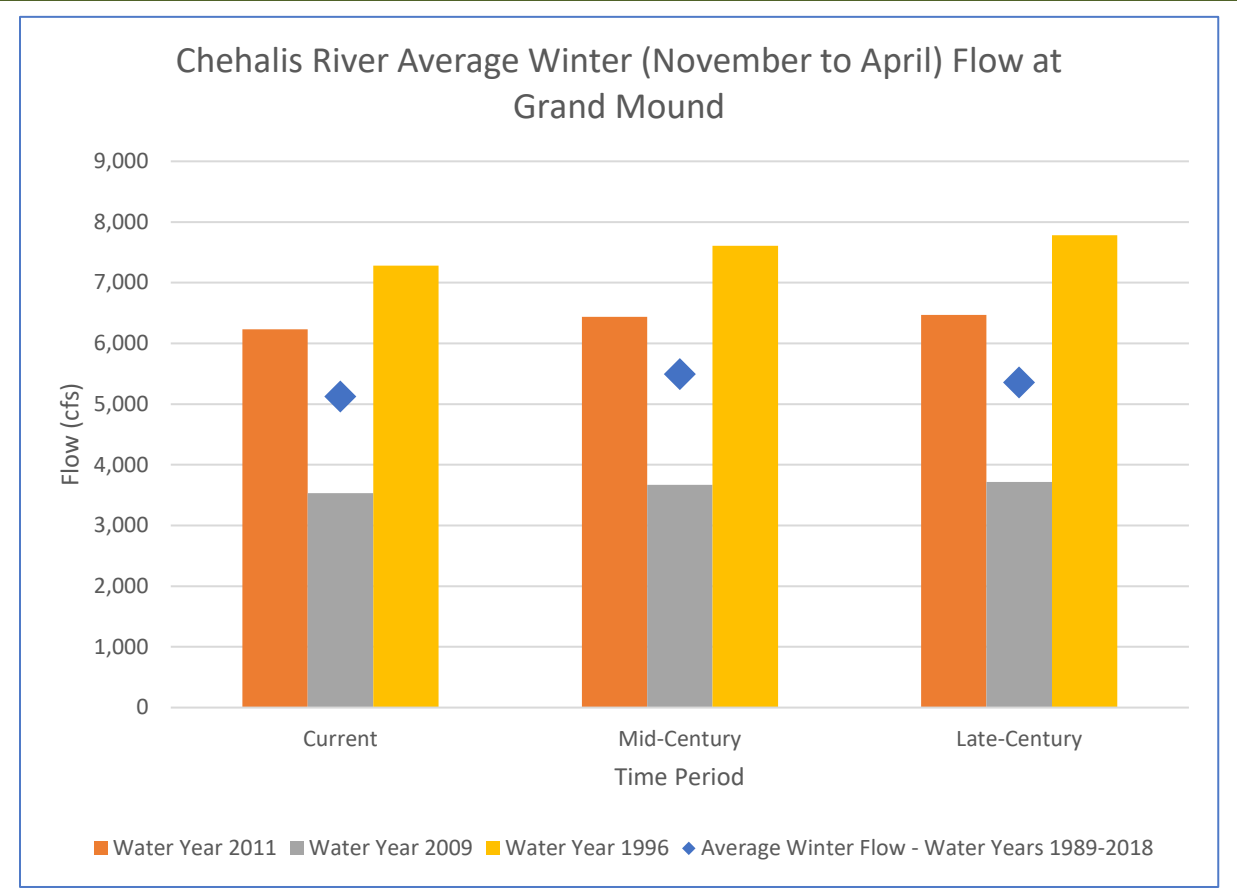 Chehalis River Average Winter (November to April) Flow at
Grand Mound
9,000
8,000
7,000
6,000
5,000
4,000
3,000
2,000
1,000
0
Flow (cfs)
Current Mid-Century Late-Century
Time Period
Water Year 2011 Water Year 2009 Water Year 1996 Average Winter Flow - Water Years 1989-2018